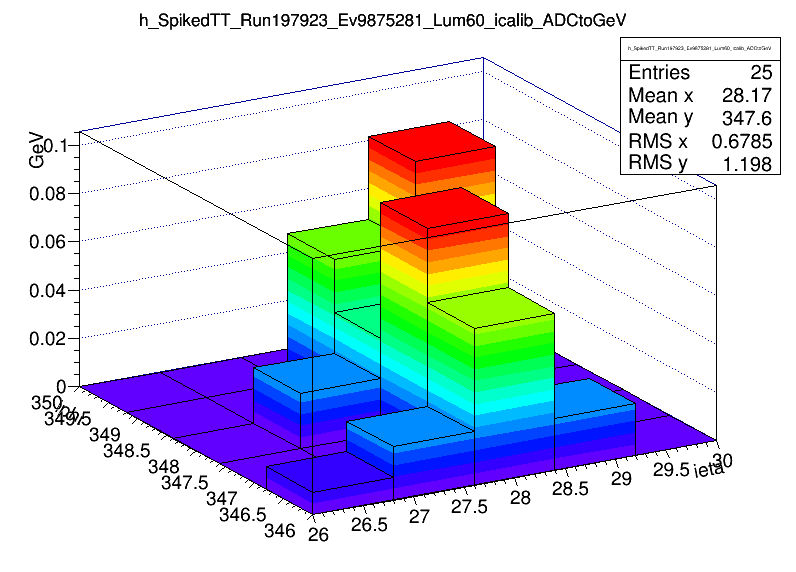 h_SpikedTT_Run197923_Ev9875281_Lum60_icalib_ADCtoGeV
h_SpikedTT_Run197923_Ev9875281_Lum60_icalib_ADCtoGeV
Entries 25
Mean x 28.17
Mean y 347.6
RMS x 0.6785
RMS y 1.198
GeV
0.1
0.08
0.06
0.04
0.02
0
350
349.5
349
348.5
348
347.5
347
346.5
346
26
26.5
27
27.5
28
28.5
29
29.5
30
ieta